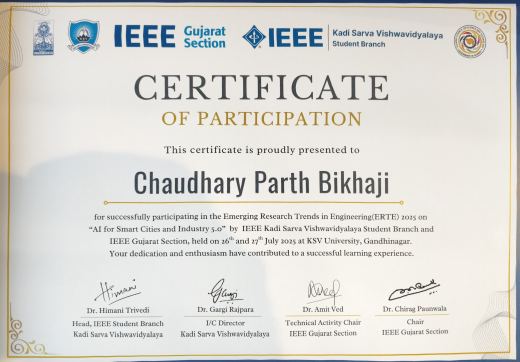 IEEE Gujarat Section IEEE Kadi Sarva Vishwavidyalaya
Student Branch
CERTIFICATE
OF PARTICIPATION
This certificate is proudly presented to
Chaudhary Parth Bikhaji
for successfully participating in the Emerging Research Trends in Engineering(ERTE) 2025 on
“AI for Smart Cities and Industry 5.0” by IEEE Kadi Sarva Vishwavidyalaya Student Branch and
IEEE Gujarat Section, held on 26th and 27th July 2025 at KSV University, Gandhinagar.
Your dedication and enthusiasm have contributed to a successful learning experience.
Himani
Dr. Himani Trivedi
Head, IEEE Student Branch
Kadi Sarva Vishwavidyalaya
Dr. Gargi Rajpara
I/C Director
Kadi Sarva Vishwavidyalaya
Dr. Amit Ved
Technical Activity Chair
IEEE Gujarat Section
Dr. Chirag Paunwala
Chair
IEEE Gujarat Section